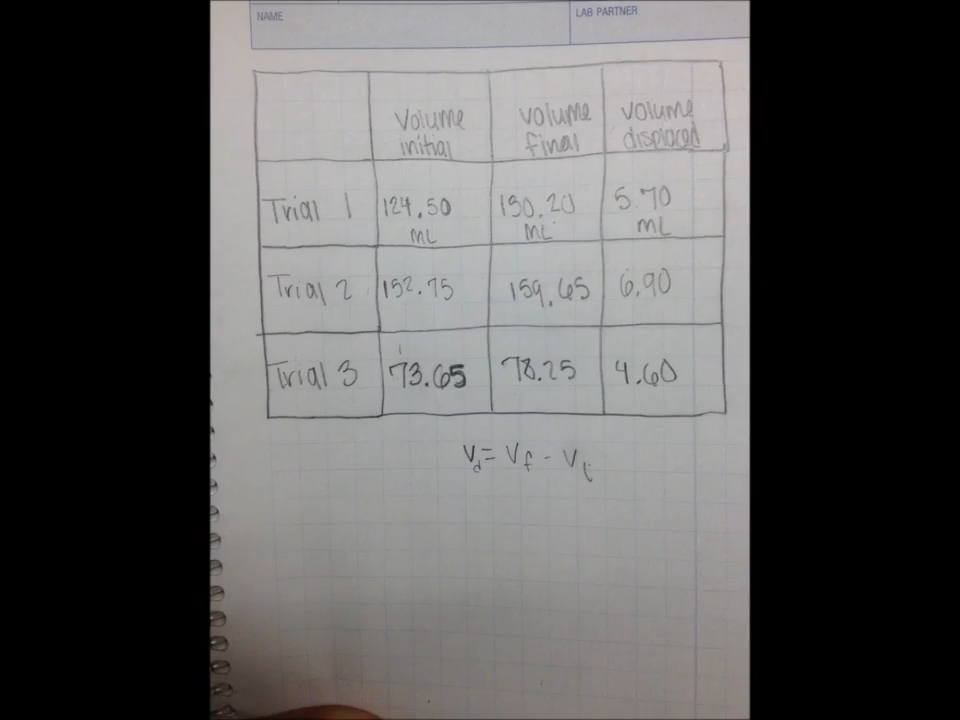 NAME
LAB PARTNER
Volume initial | Volume final | Volume displaced
Trial 1 | 124.50 mL | 130.20 mL | 5.70 mL
Trial 2 | 152.75 | 159.65 | 6.90
Trial 3 | 73.65 | 78.25 | 4.60
Vd = Vf - Vi